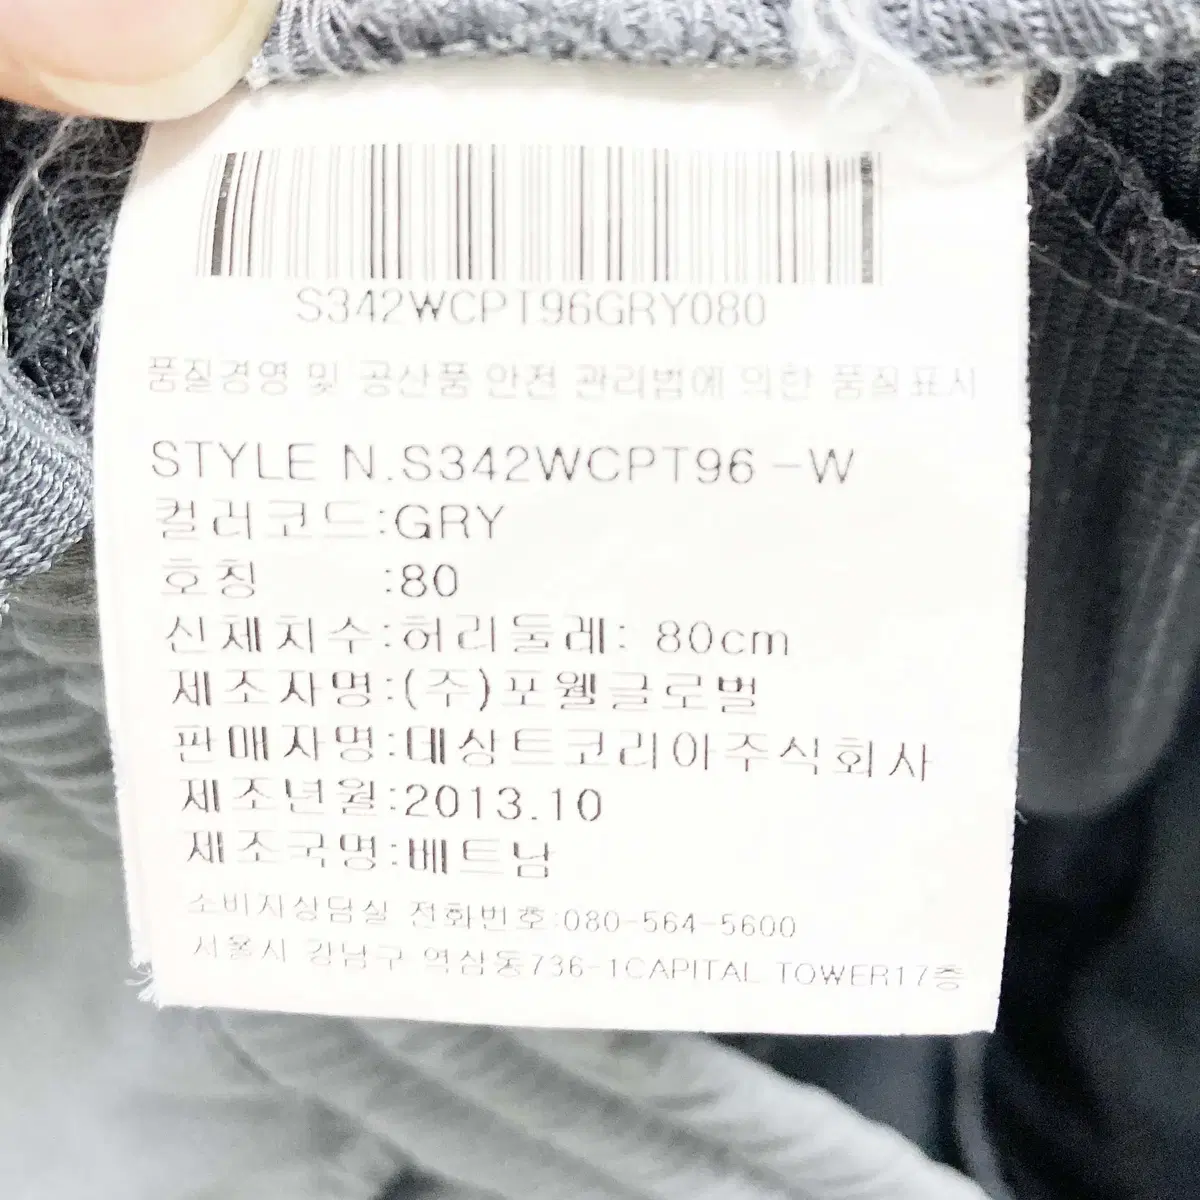 S342WCPT96GRY080
품질경영 및 공산품 안전 관리법에 의한 품질표시
STYLE N.S342WCPT96-W
컬러코드:GRY
호칭 :80
신체치수:허리둘레: 80cm
제조자명:(주)포웰글로벌
판매자명:데상트코리아주식회사
제조년월:2013.10
제조국명:베트남
소비자상담실 전화번호:080-564-5600
서울시 강남구 역삼동736-1CAPITAL TOWER17층